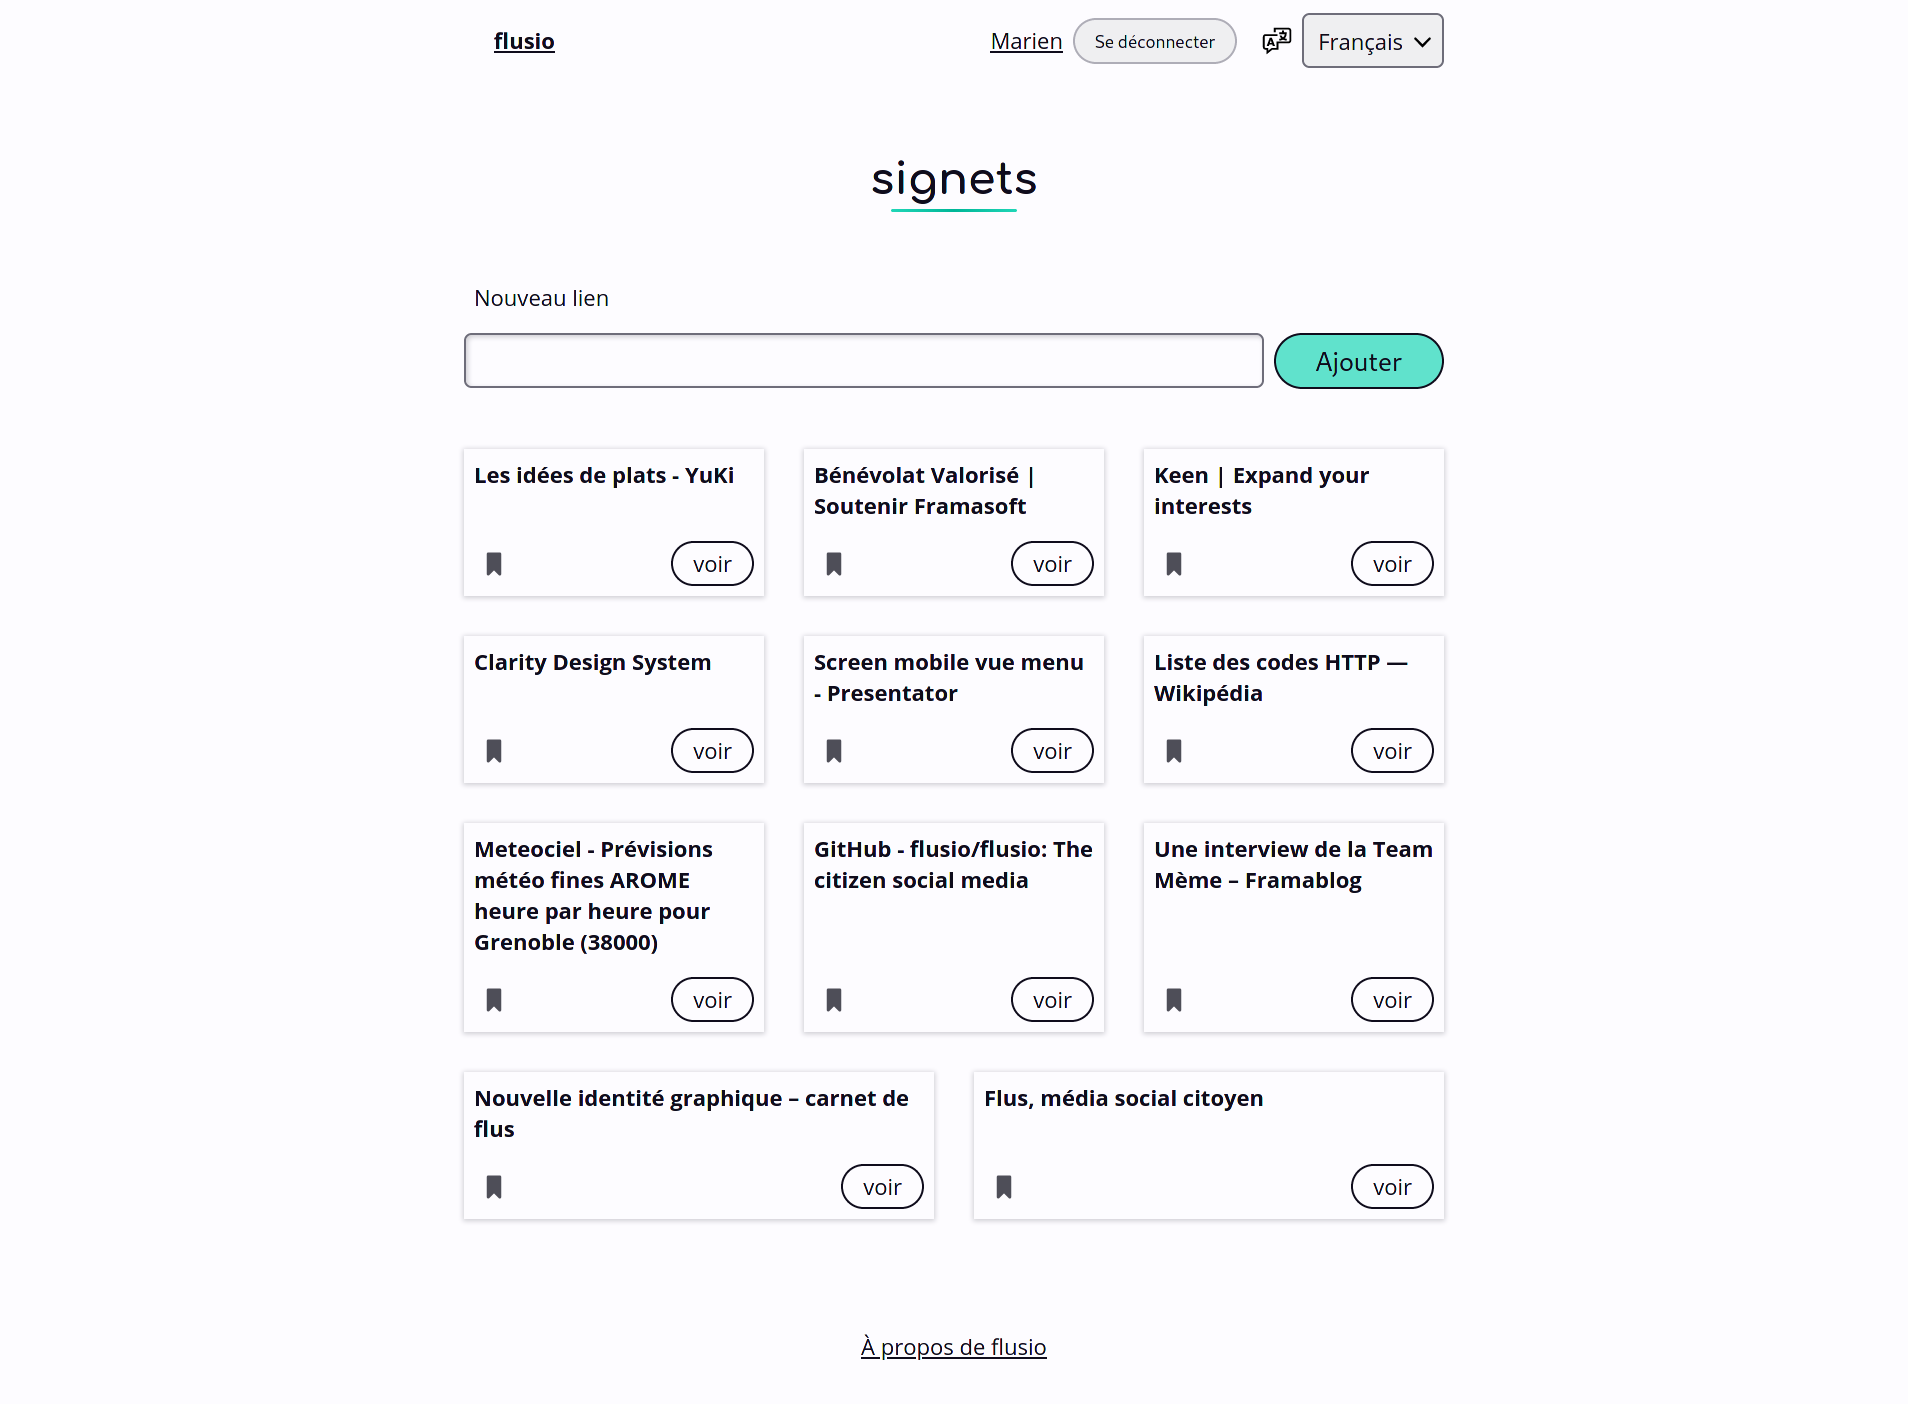 flusio
Marien
Se déconnecter
Français
signets
Nouveau lien
Ajouter
Les idées de plats - YuKi
voir
Bénévolat Valorisé |
Soutenir Framasoft
voir
Keen | Expand your
interests
voir
Clarity Design System
voir
Screen mobile vue menu
- Presentator
voir
Liste des codes HTTP —
Wikipédia
voir
Meteociel - Prévisions
météo fines AROME
heure par heure pour
Grenoble (38000)
voir
GitHub - flusio/flusio: The
citizen social media
voir
Une interview de la Team
Mème – Framablog
voir
Nouvelle identité graphique – carnet de
flus
voir
Flus, média social citoyen
voir
À propos de flusio